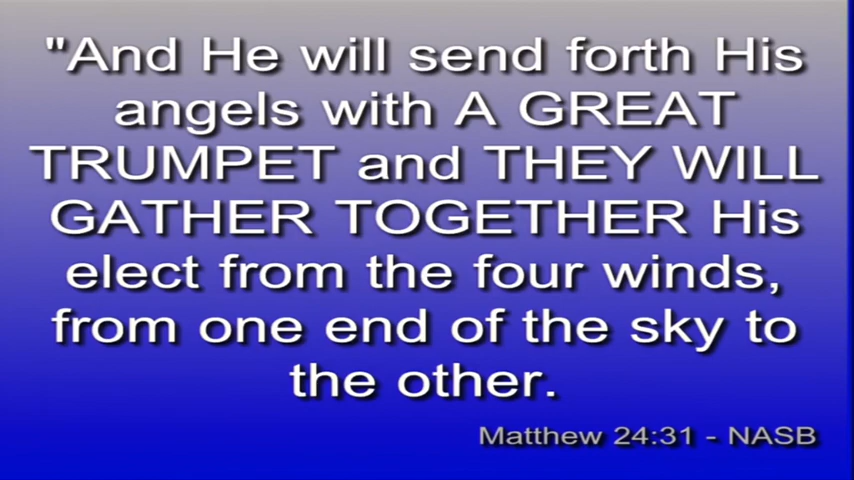 "And He will send forth His
angels with A GREAT
TRUMPET and THEY WILL
GATHER TOGETHER His
elect from the four winds,
from one end of the sky to
the other.
Matthew 24:31 - NASB